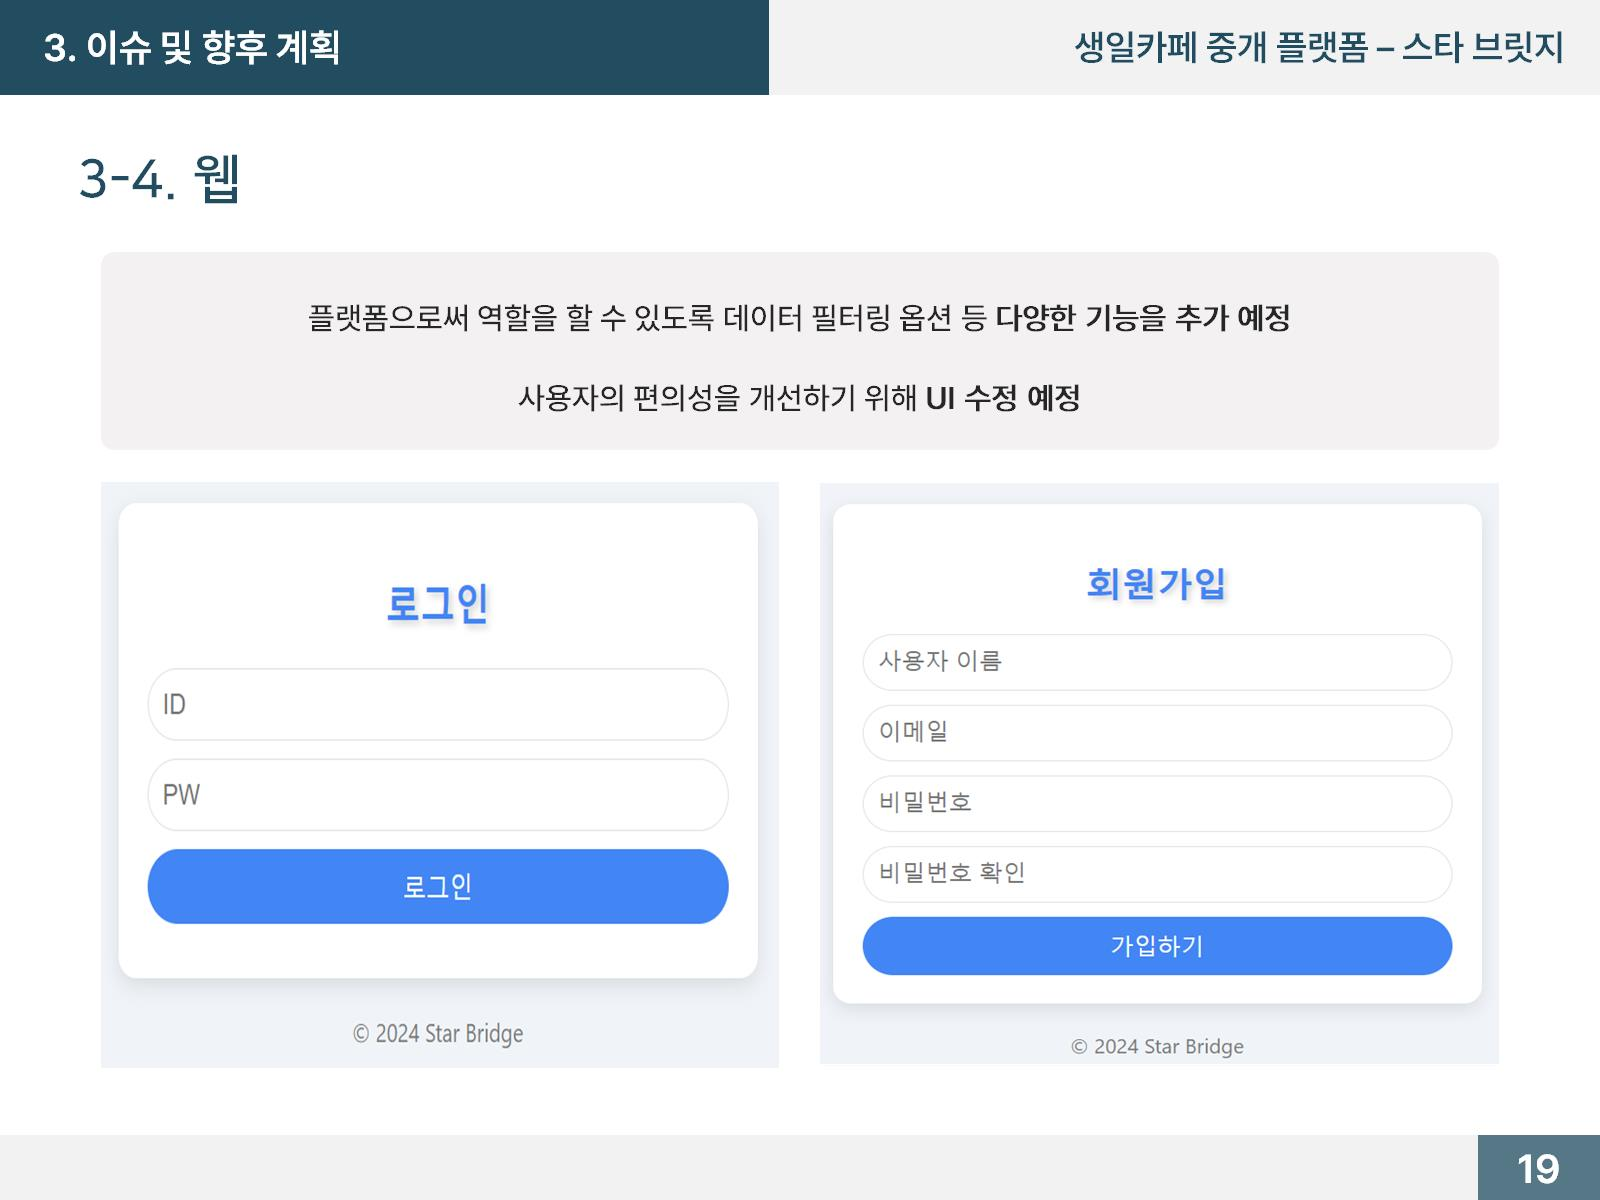 3. 이슈 및 향후 계획
생일카페 중개 플랫폼 – 스타 브릿지
3-4. 웹
플랫폼으로써 역할을 할 수 있도록 데이터 필터링 옵션 등 다양한 기능을 추가 예정
사용자의 편의성을 개선하기 위해 UI 수정 예정
로그인
ID
PW
로그인
© 2024 Star Bridge
회원가입
사용자 이름
이메일
비밀번호
비밀번호 확인
가입하기
© 2024 Star Bridge
19